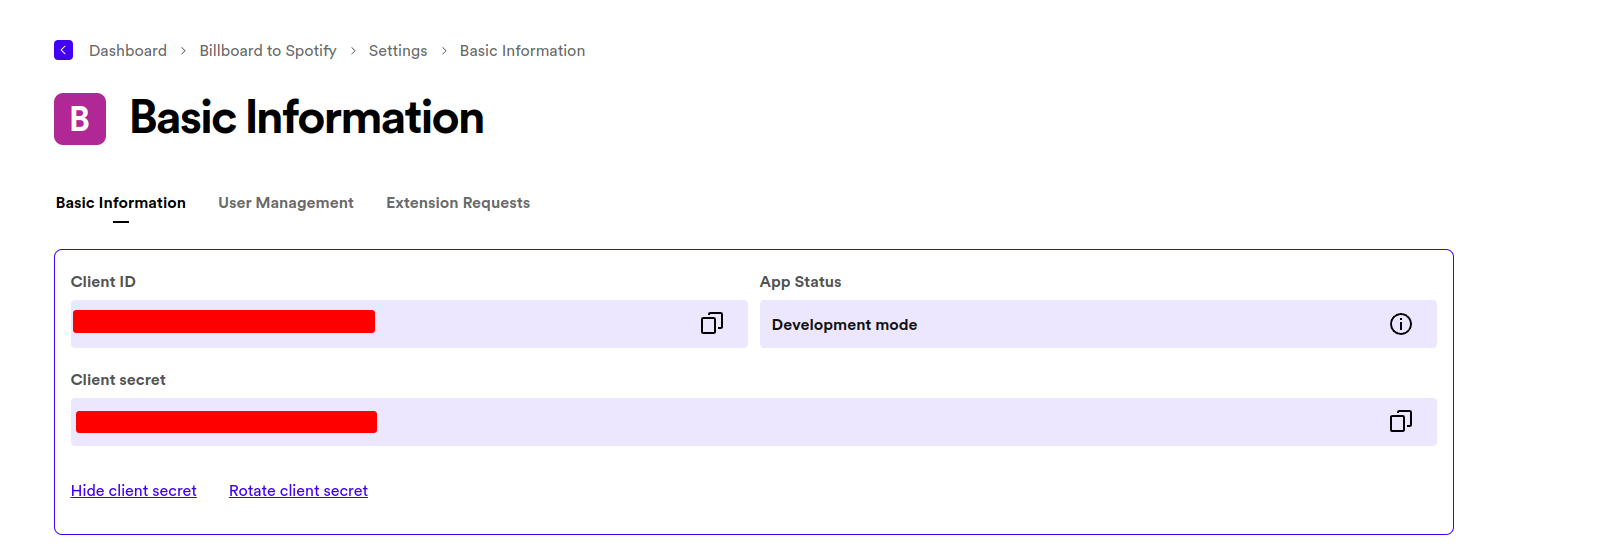 Dashboard > Billboard to Spotify > Settings > Basic Information
B Basic Information
Basic Information User Management Extension Requests
Client ID App Status
Development mode
Client secret
Hide client secret Rotate client secret